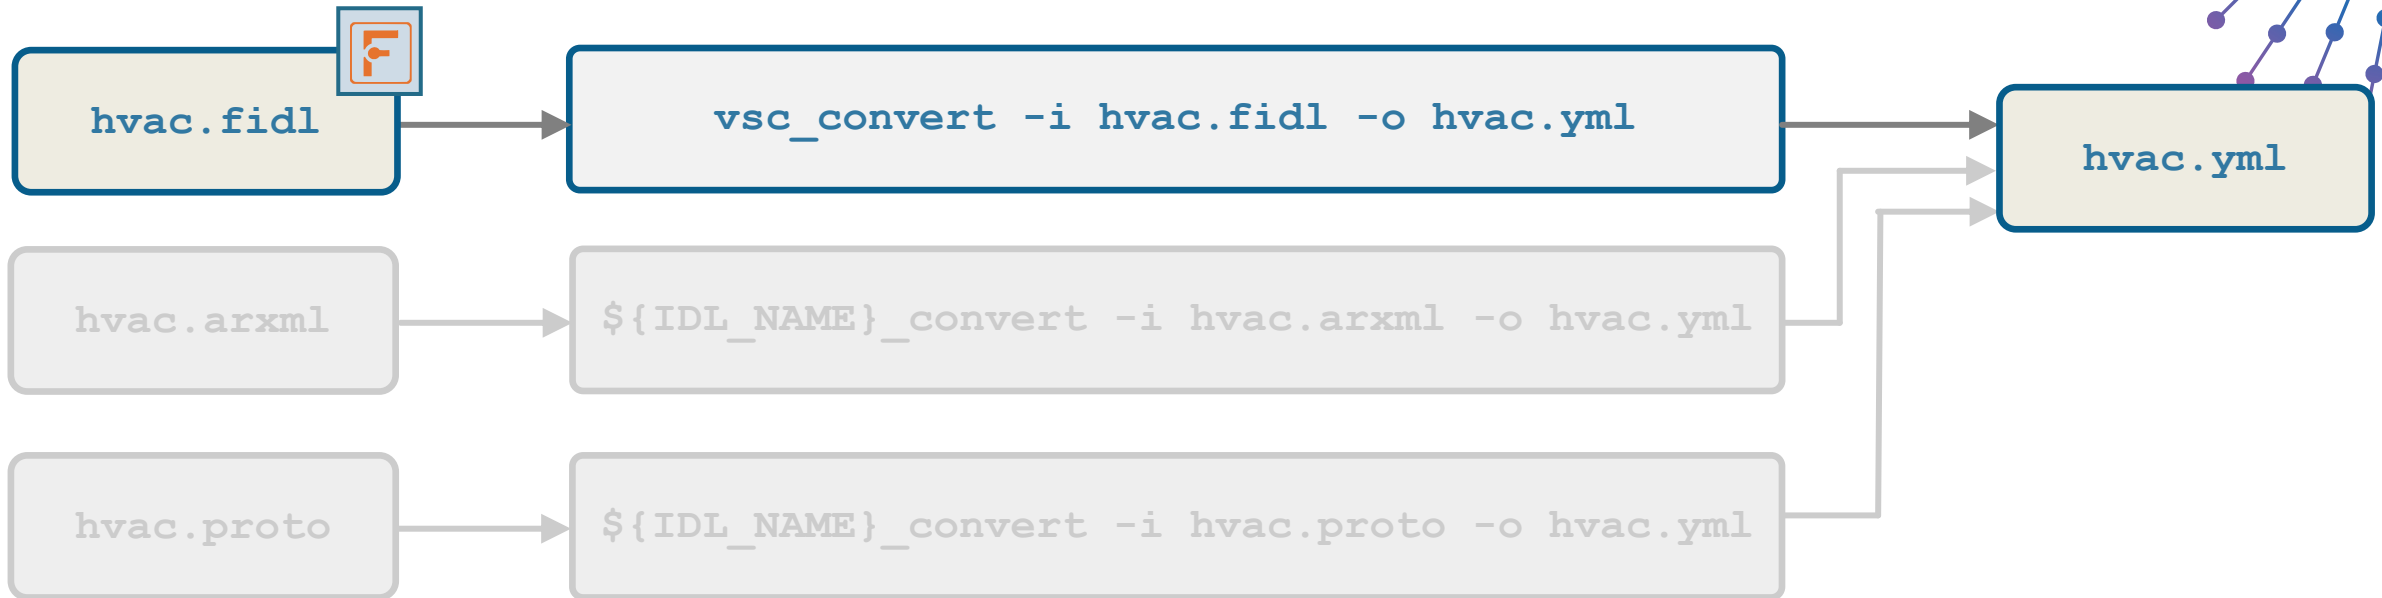 hvac.fidl
vsc_convert -i hvac.fidl -o hvac.yml
hvac.yml
hvac.arxml
${IDL_NAME}_convert -i hvac.arxml -o hvac.yml
hvac.proto
${IDL_NAME}_convert -i hvac.proto -o hvac.yml